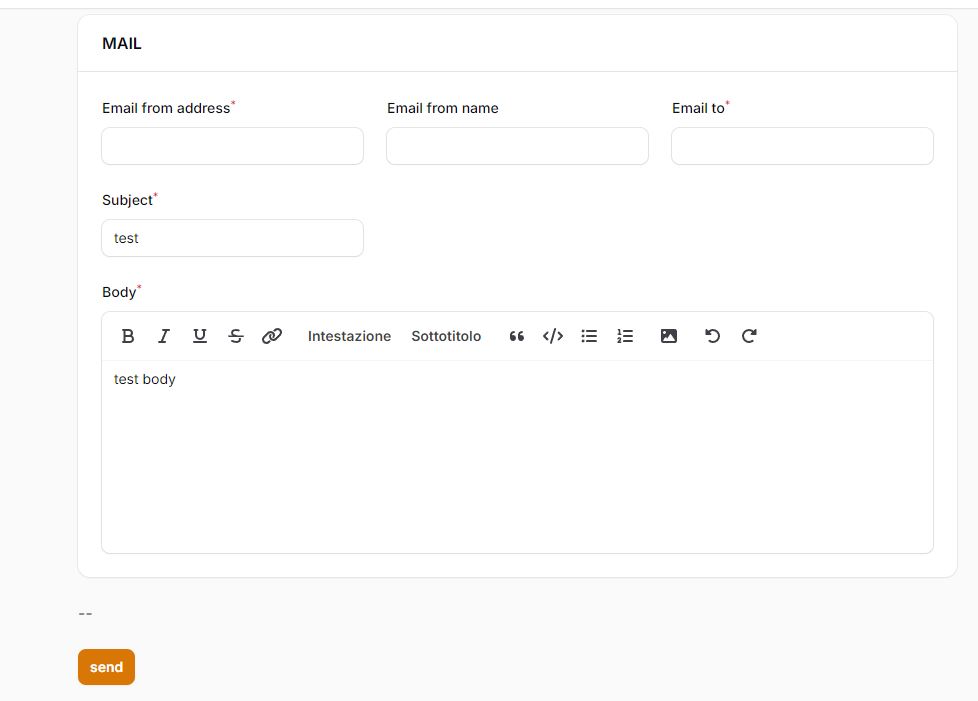 MAIL
Email from address* Email from name Email to*
Subject*
test
Body*
Intestazione Sottotitolo
test body
--
send